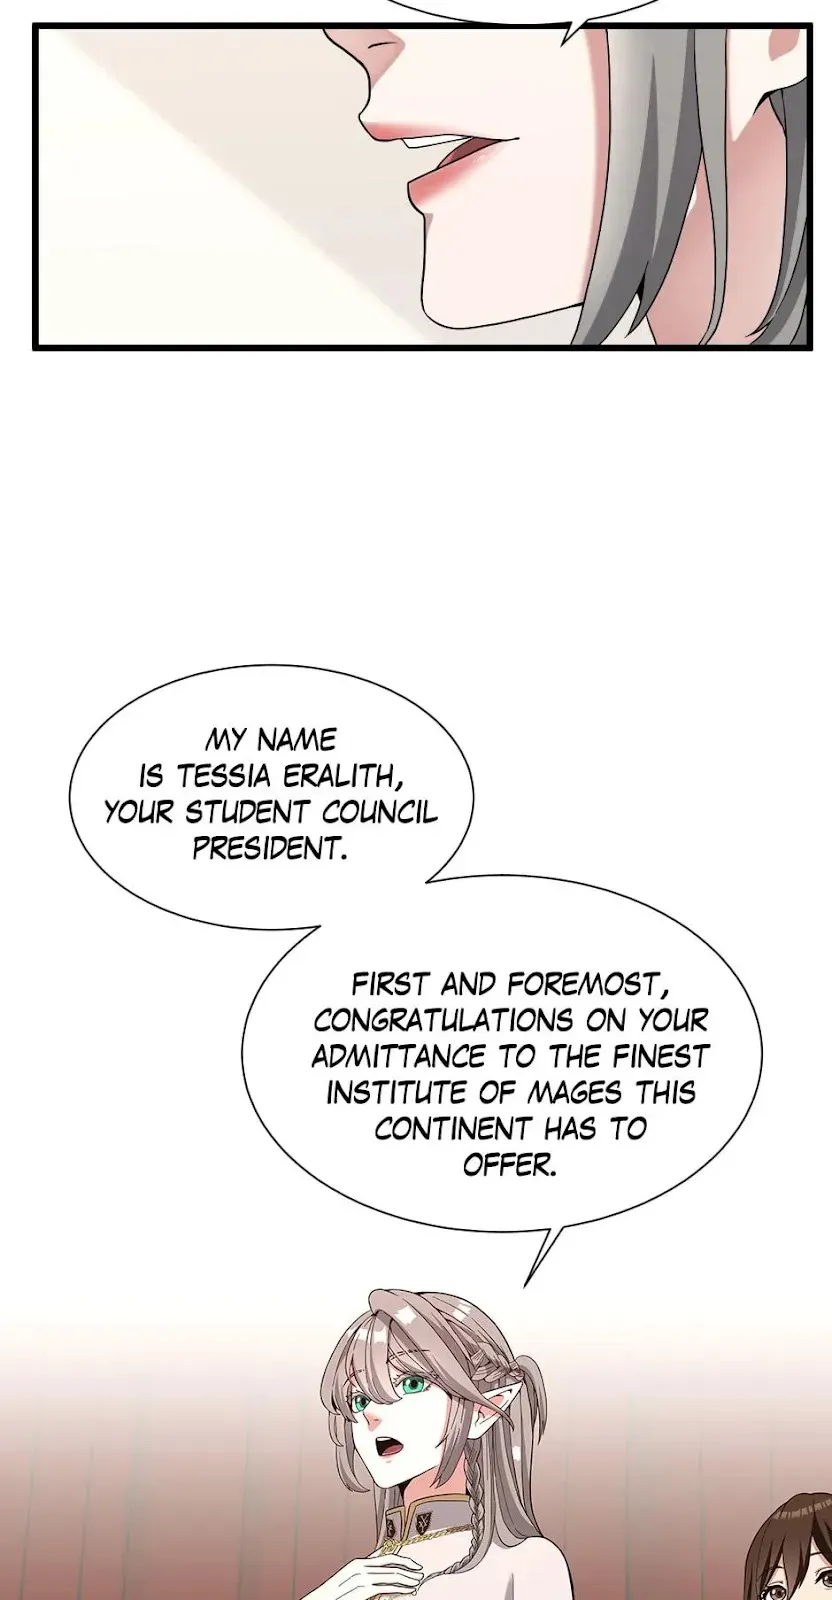 MY NAME
IS TESSIA ERALITH,
YOUR STUDENT COUNCIL
PRESIDENT.
FIRST AND FOREMOST,
CONGRATULATIONS ON YOUR
ADMITTANCE TO THE FINEST
INSTITUTE OF MAGES THIS
CONTINENT HAS TO
OFFER.